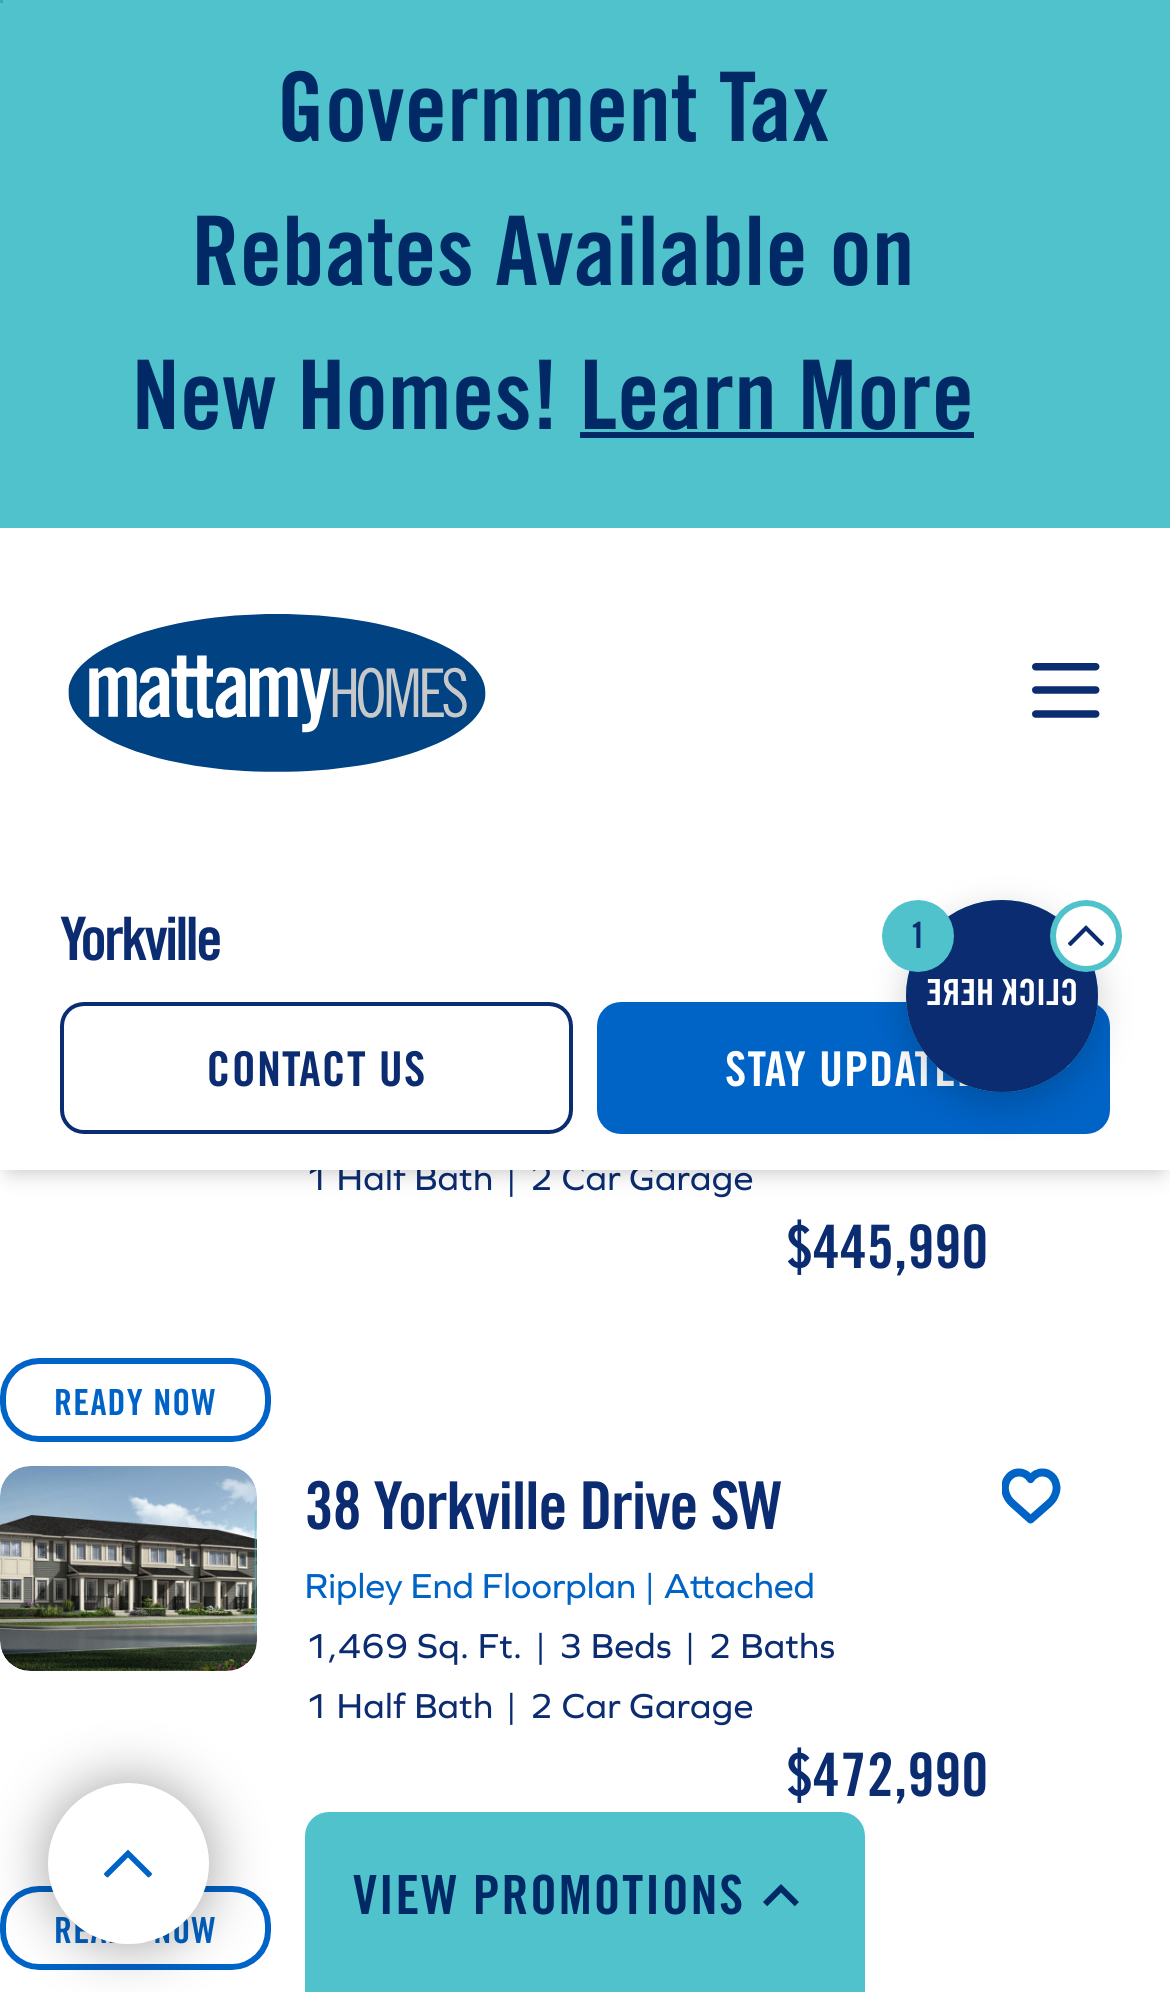 Government Tax
Rebates Available on
New Homes! Learn More
mattamyHOMES
Yorkville
1
CLICK HERE
CONTACT US
STAY UPDATE
1 Half Bath | 2 Car Garage
$445,990
READY NOW
38 Yorkville Drive SW
Ripley End Floorplan | Attached
1,469 Sq. Ft. | 3 Beds | 2 Baths
1 Half Bath | 2 Car Garage
$472,990
VIEW PROMOTIONS
NOW